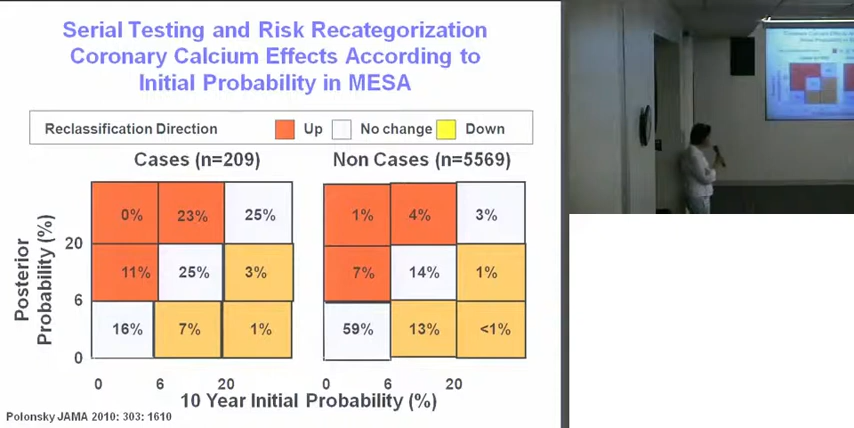 Serial Testing and Risk Recategorization
Coronary Calcium Effects According to
Initial Probability in MESA
Reclassification Direction Up No change Down
Cases (n=209) Non Cases (n=5569)
0% 23% 25% 1% 4% 3%
20
11% 25% 3% 7% 14% 1%
6
16% 7% 1% 59% 13% <1%
0
Posterior
Probability (%)
0 6 20 0 6 20
10 Year Initial Probability (%)
Polonsky JAMA 2010: 303: 1610